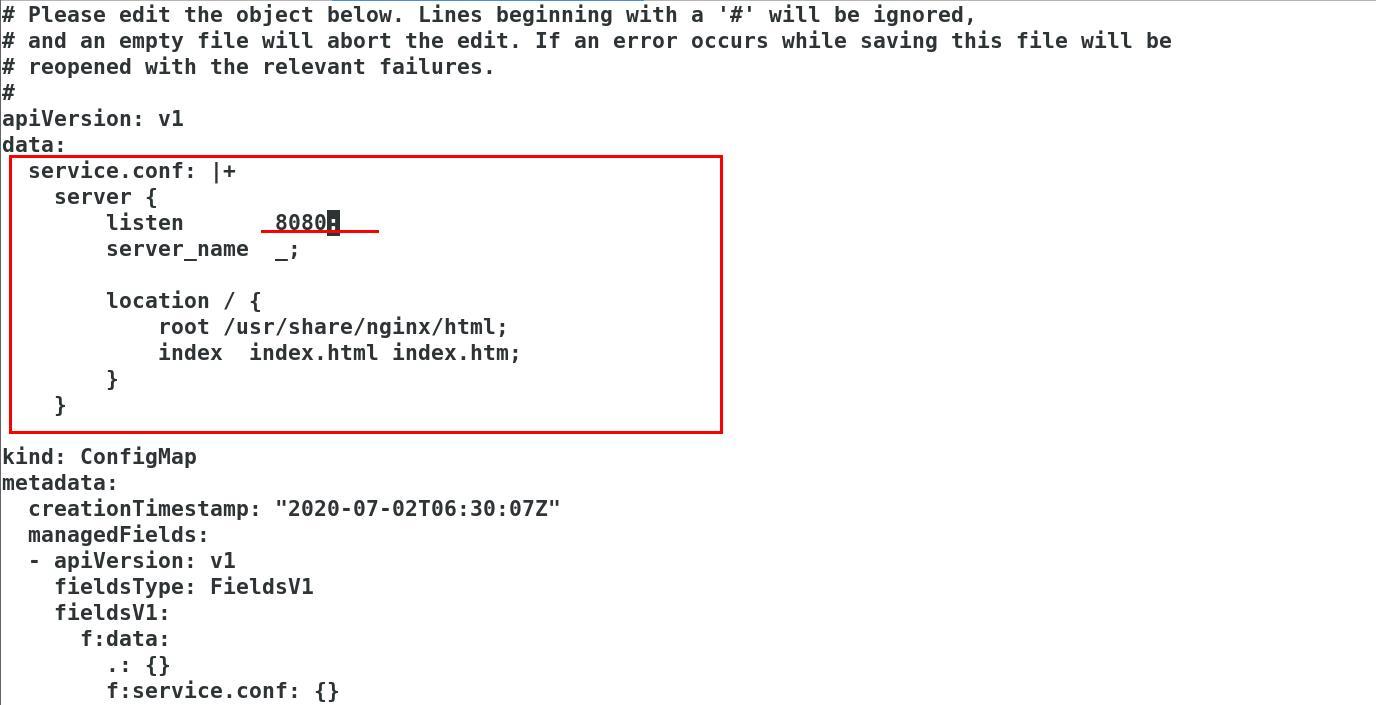 # Please edit the object below. Lines beginning with a '#' will be ignored,
# and an empty file will abort the edit. If an error occurs while saving this file will be
# reopened with the relevant failures.
#
apiVersion: v1
data:
  service.conf: |+
    server {
        listen       8080;
        server_name  _;

        location / {
            root /usr/share/nginx/html;
            index  index.html index.htm;
        }
    }

kind: ConfigMap
metadata:
  creationTimestamp: "2020-07-02T06:30:07Z"
  managedFields:
  - apiVersion: v1
    fieldsType: FieldsV1
    fieldsV1:
      f:data:
        .: {}
        f:service.conf: {}